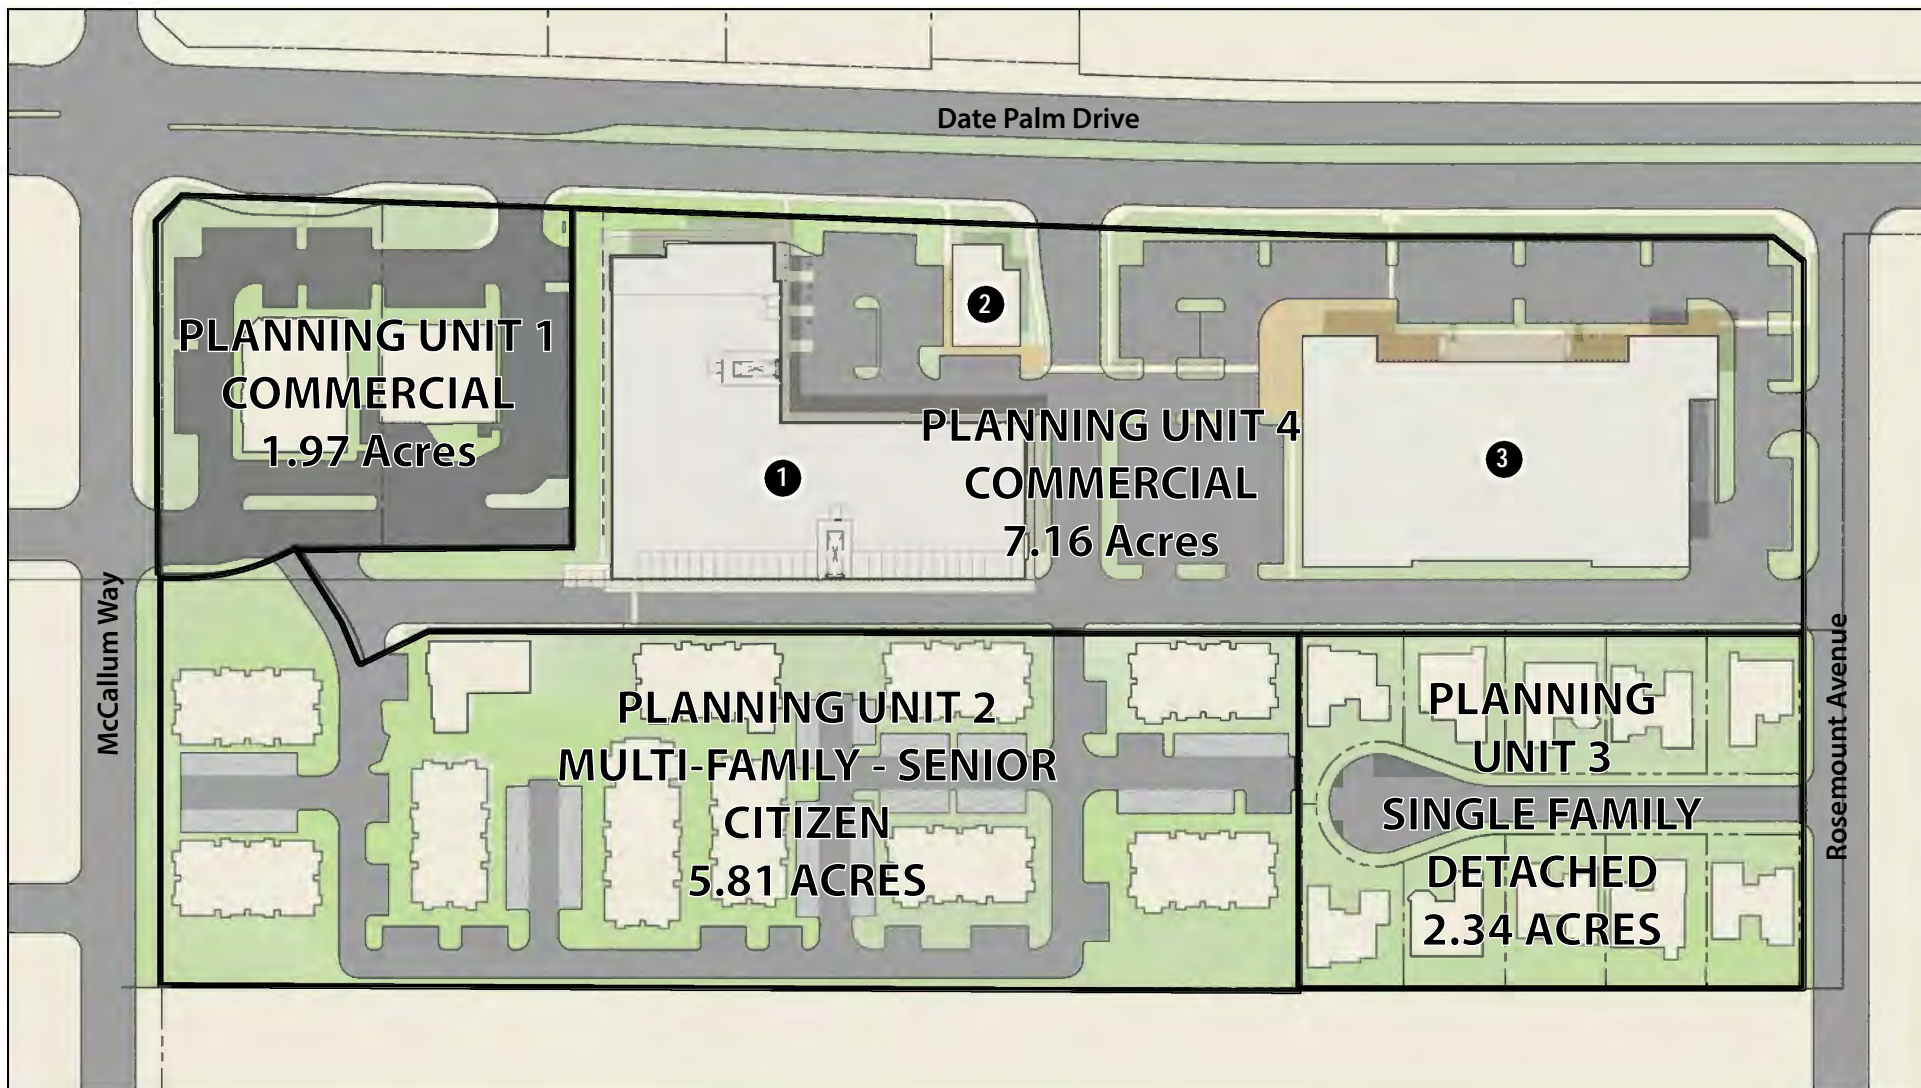 Date Palm Drive
PLANNING UNIT 1
COMMERCIAL
1.97 Acres
2
PLANNING UNIT 4
COMMERCIAL
7.16 Acres
1
3
McCallum Way
PLANNING UNIT 2
MULTI-FAMILY - SENIOR
CITIZEN
5.81 ACRES
PLANNING
UNIT 3
SINGLE FAMILY
DETACHED
2.34 ACRES
Rosemount Avenue